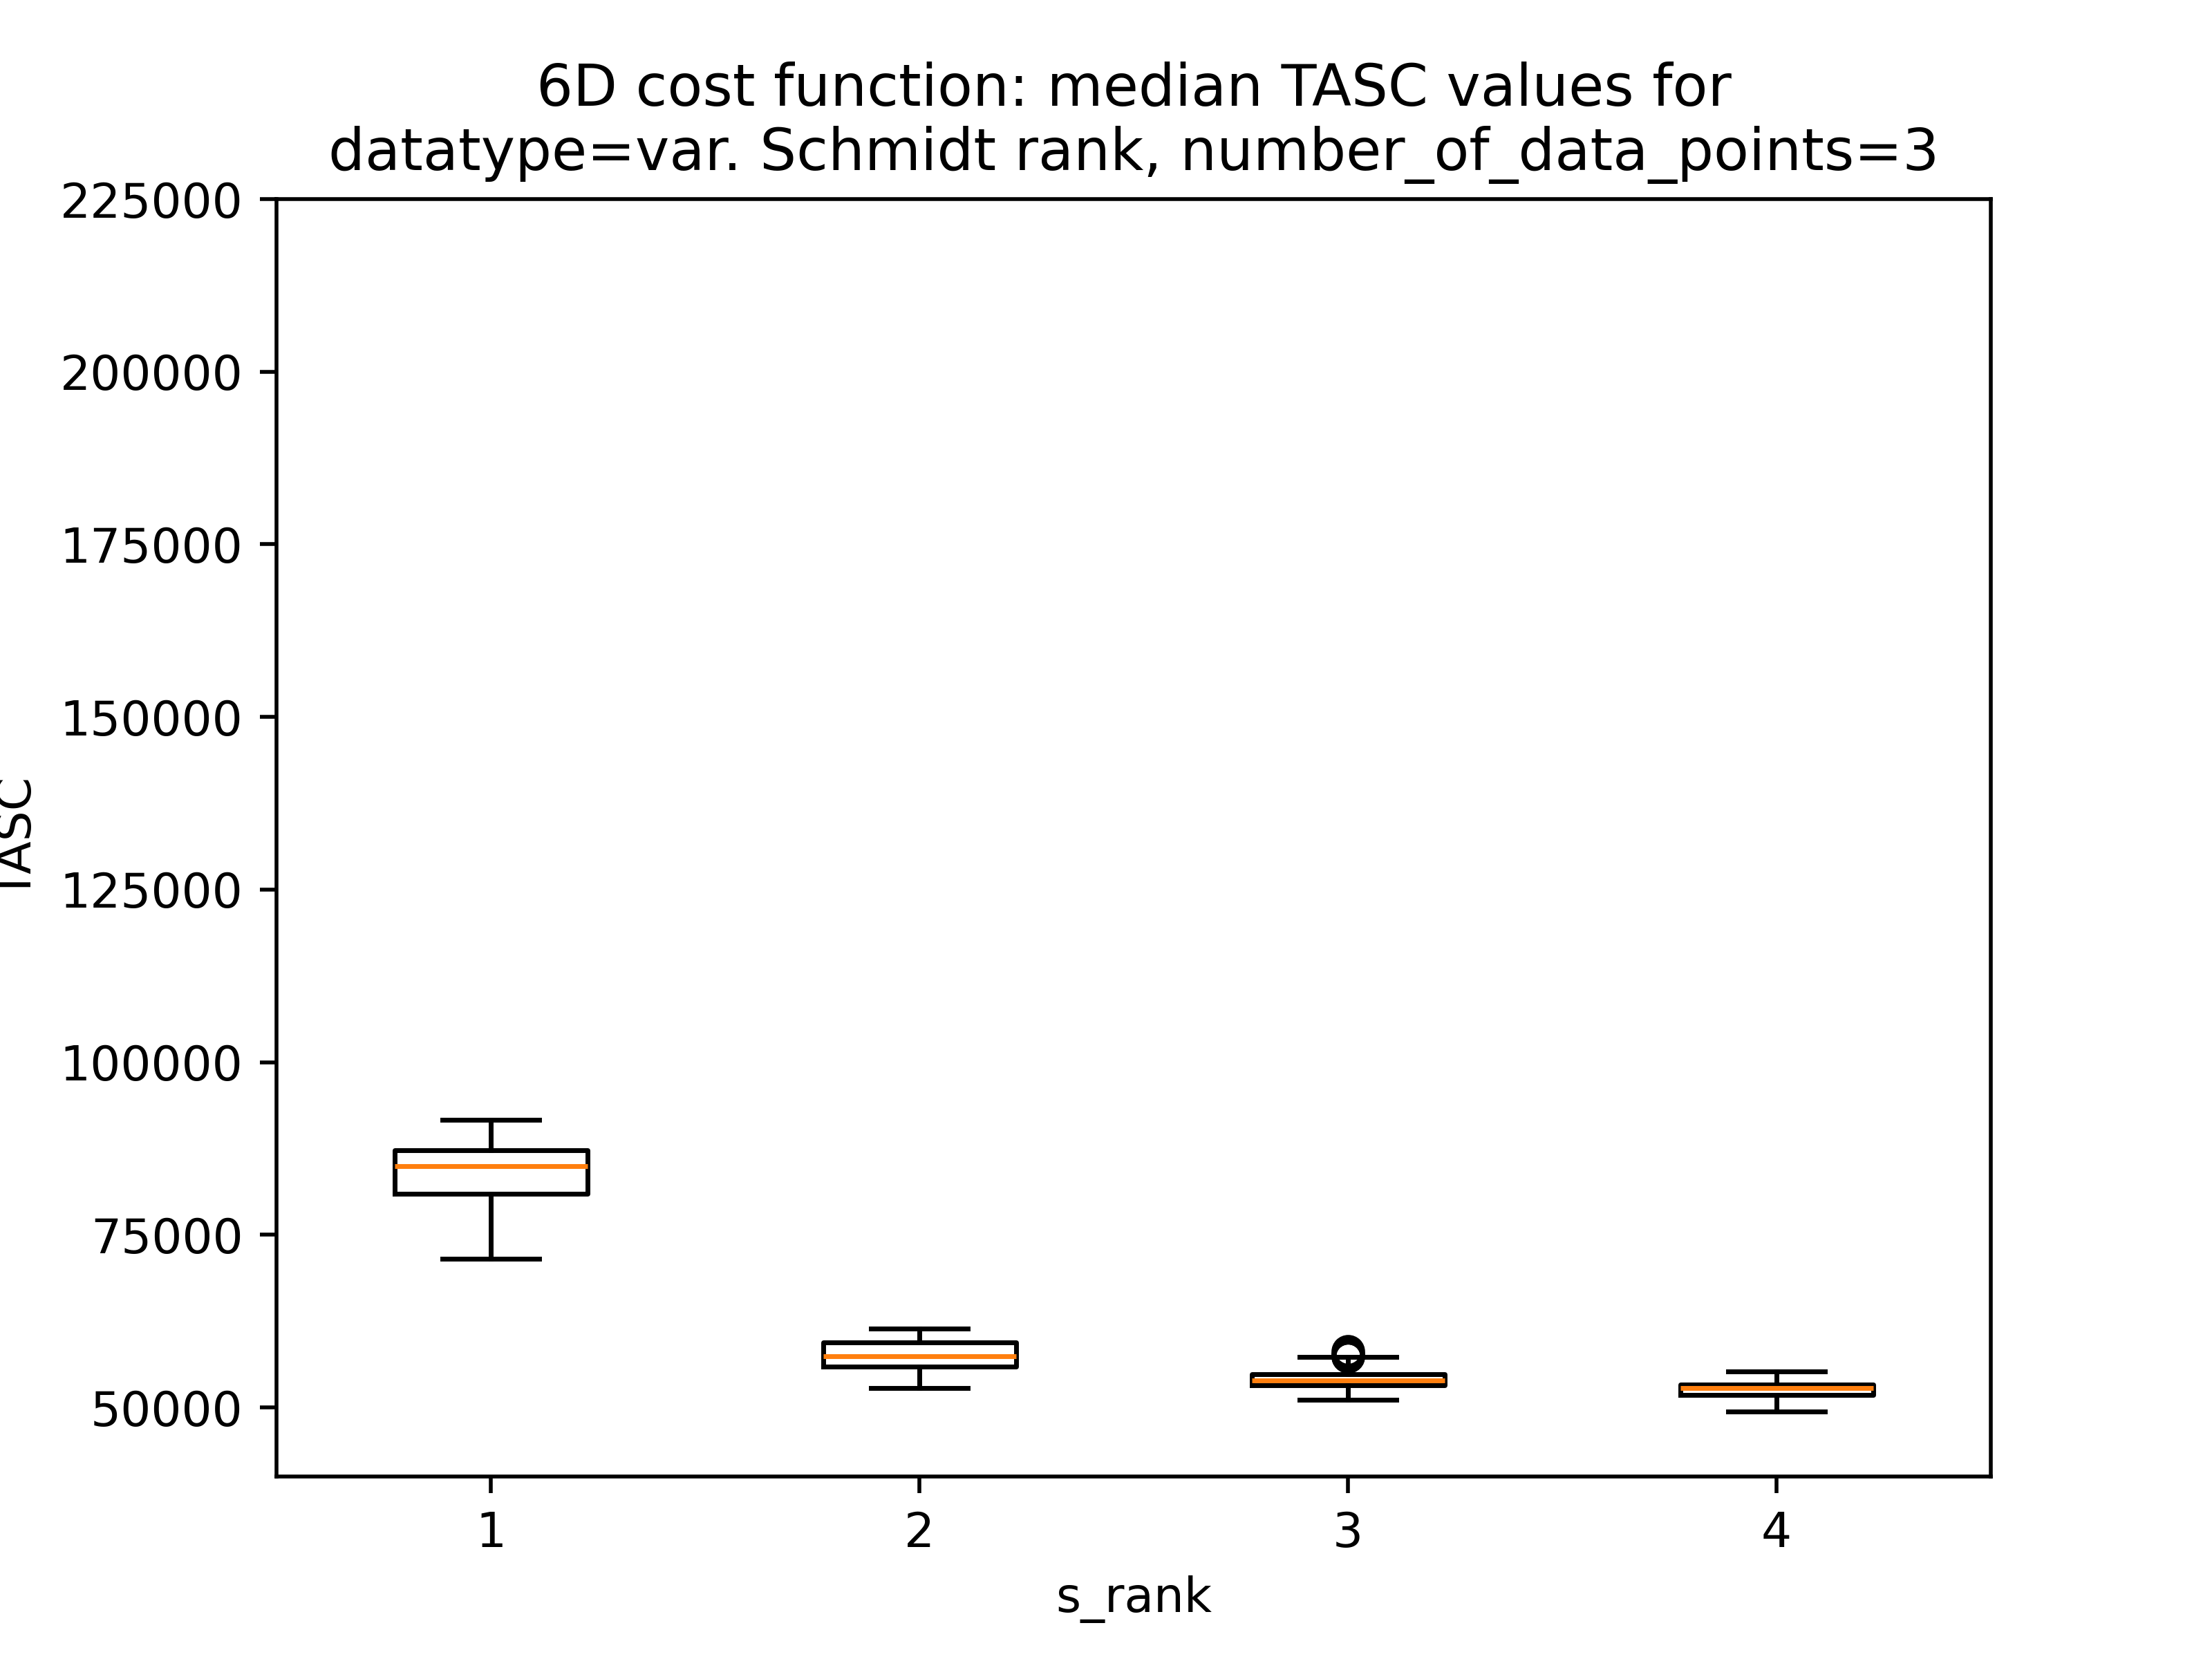 6D cost function: median TASC values for
datatype=var. Schmidt rank, number_of_data_points=3
225000
200000
175000
150000
125000
100000
75000
50000
TASC
1 2 3 4
s_rank